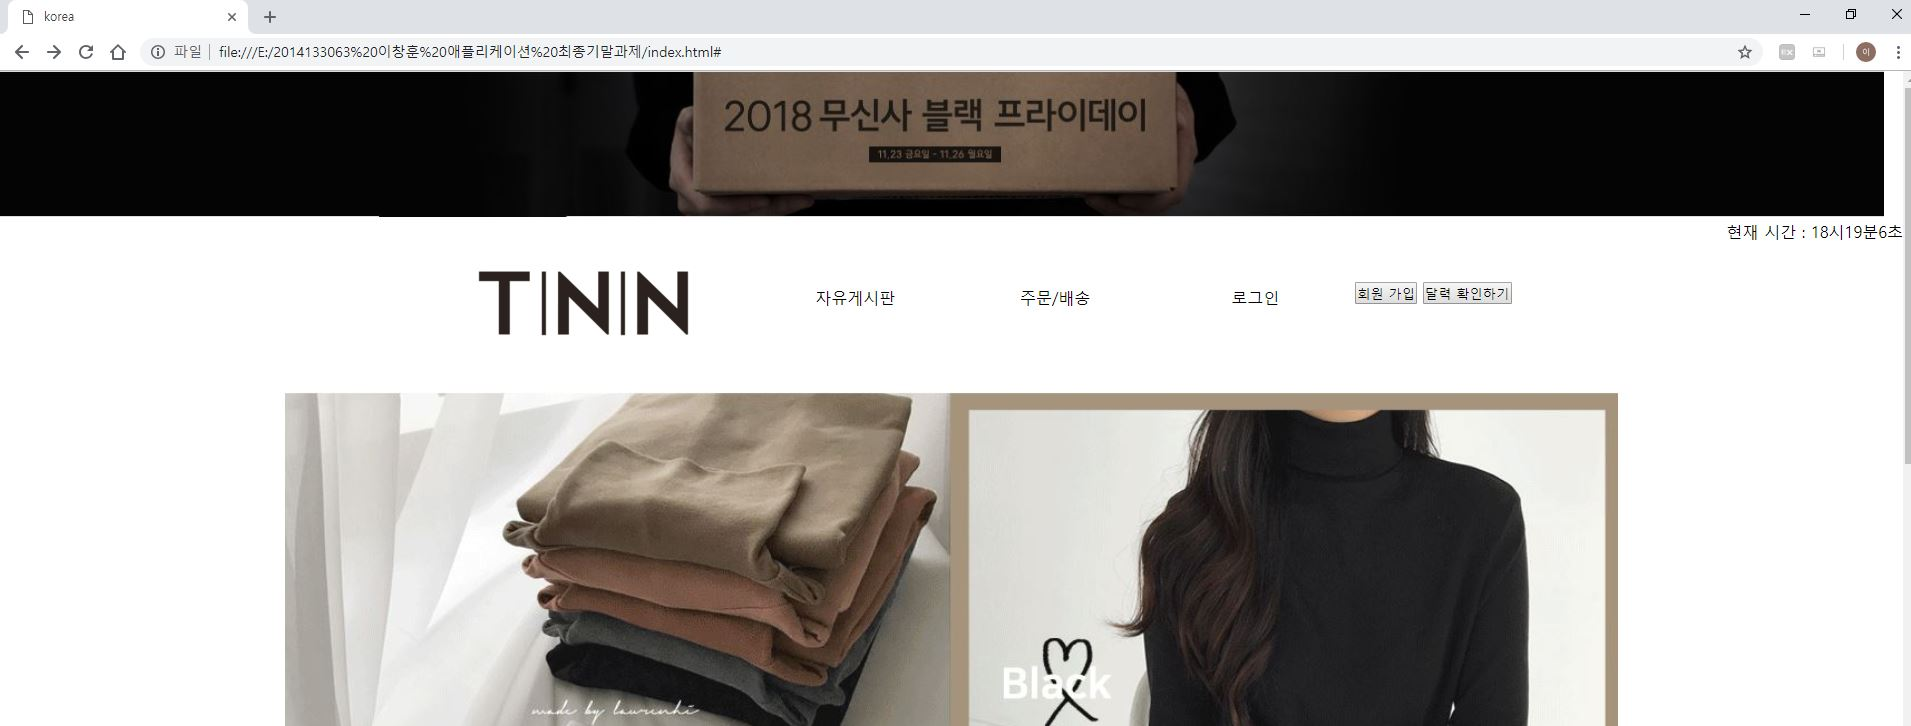 korea
파일 | file:///E:/2014133063%20이창훈%20애플리케이션%20최종기말과제/index.html#
이
2018 무신사 블랙 프라이데이
11.23 금요일 - 11.26 월요일
현재 시간 : 18시19분6초
T|N|N
자유게시판 주문/배송 로그인 회원 가입 달력 확인하기
Black
made by laurenhi